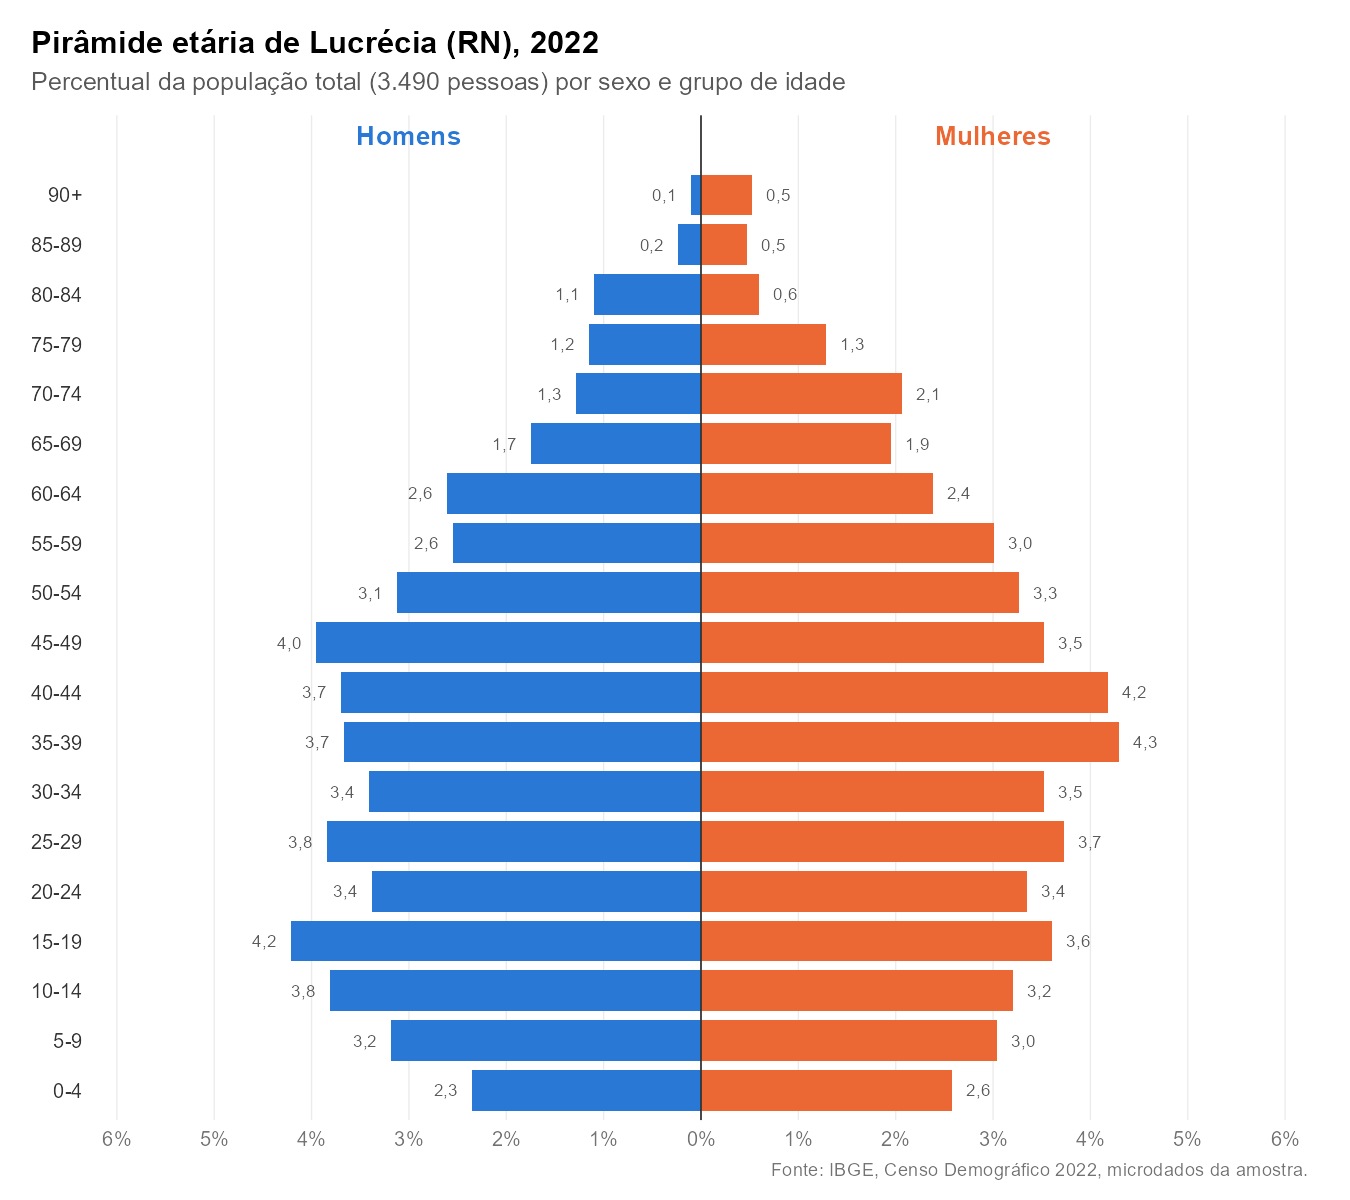 Pirâmide etária de Lucrécia (RN), 2022
Percentual da população total (3.490 pessoas) por sexo e grupo de idade
Homens Mulheres
90+ 0,1 0,5
85-89 0,2 0,5
80-84 1,1 0,6
75-79 1,2 1,3
70-74 1,3 2,1
65-69 1,7 1,9
60-64 2,6 2,4
55-59 2,6 3,0
50-54 3,1 3,3
45-49 4,0 3,5
40-44 3,7 4,2
35-39 3,7 4,3
30-34 3,4 3,5
25-29 3,8 3,7
20-24 3,4 3,4
15-19 4,2 3,6
10-14 3,8 3,2
5-9 3,2 3,0
0-4 2,3 2,6
6% 5% 4% 3% 2% 1% 0% 1% 2% 3% 4% 5% 6%
Fonte: IBGE, Censo Demográfico 2022, microdados da amostra.